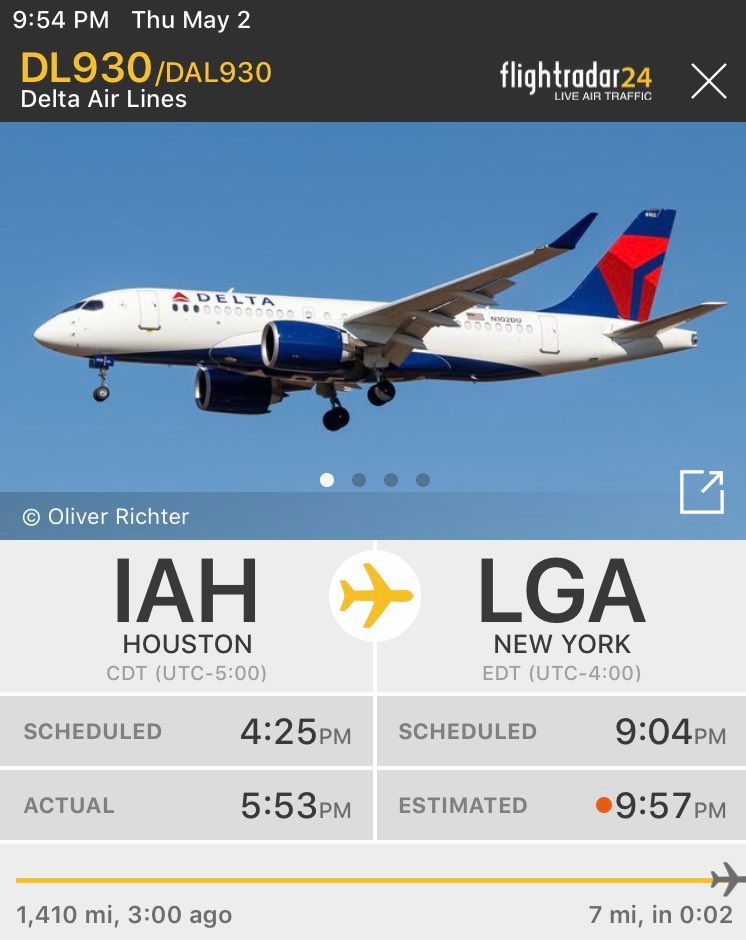 9:54 PM Thu May 2
DL930/DAL930
Delta Air Lines
flightradar24
LIVE AIR TRAFFIC
N102
DELTA
N102DU
© Oliver Richter
IAH
HOUSTON
CDT (UTC-5:00)
LGA
NEW YORK
EDT (UTC-4:00)
SCHEDULED 4:25PM
SCHEDULED 9:04PM
ACTUAL 5:53PM
ESTIMATED 9:57PM
1,410 mi, 3:00 ago
7 mi, in 0:02